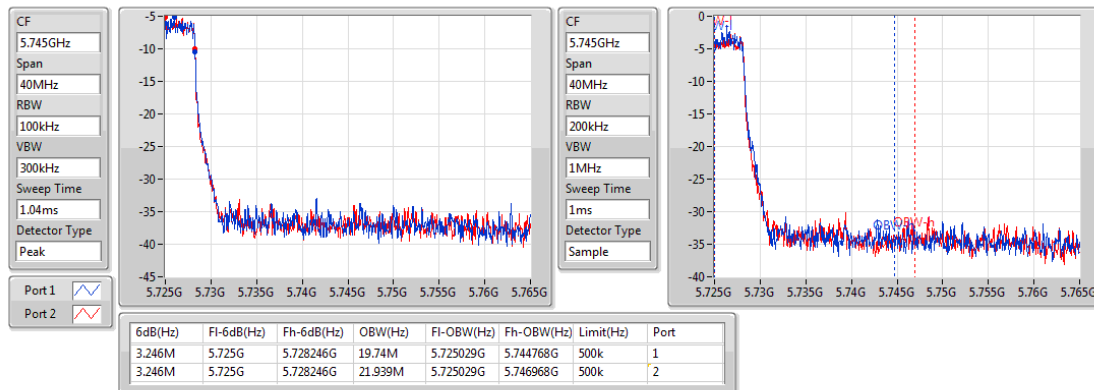 CF
5.745GHz
Span
40MHz
RBW
100kHz
VBW
300kHz
Sweep Time
1.04ms
Detector Type
Peak
Port 1
Port 2
-5
-10
-15
-20
-25
-30
-35
-40
-45
5.725G 5.73G 5.735G 5.74G 5.745G 5.75G 5.755G 5.76G 5.765G
CF
5.745GHz
Span
40MHz
RBW
200kHz
VBW
1MHz
Sweep Time
1ms
Detector Type
Sample
0
-5
-10
-15
-20
-25
-30
-35
-40
5.725G 5.73G 5.735G 5.74G 5.745G 5.75G 5.755G 5.76G 5.765G
6dB(Hz) Fl-6dB(Hz) Fh-6dB(Hz) OBW(Hz) Fl-OBW(Hz) Fh-OBW(Hz) Limit(Hz) Port
3.246M 5.725G 5.728246G 19.74M 5.725029G 5.744768G 500k 1
3.246M 5.725G 5.728246G 21.939M 5.725029G 5.746968G 500k 2